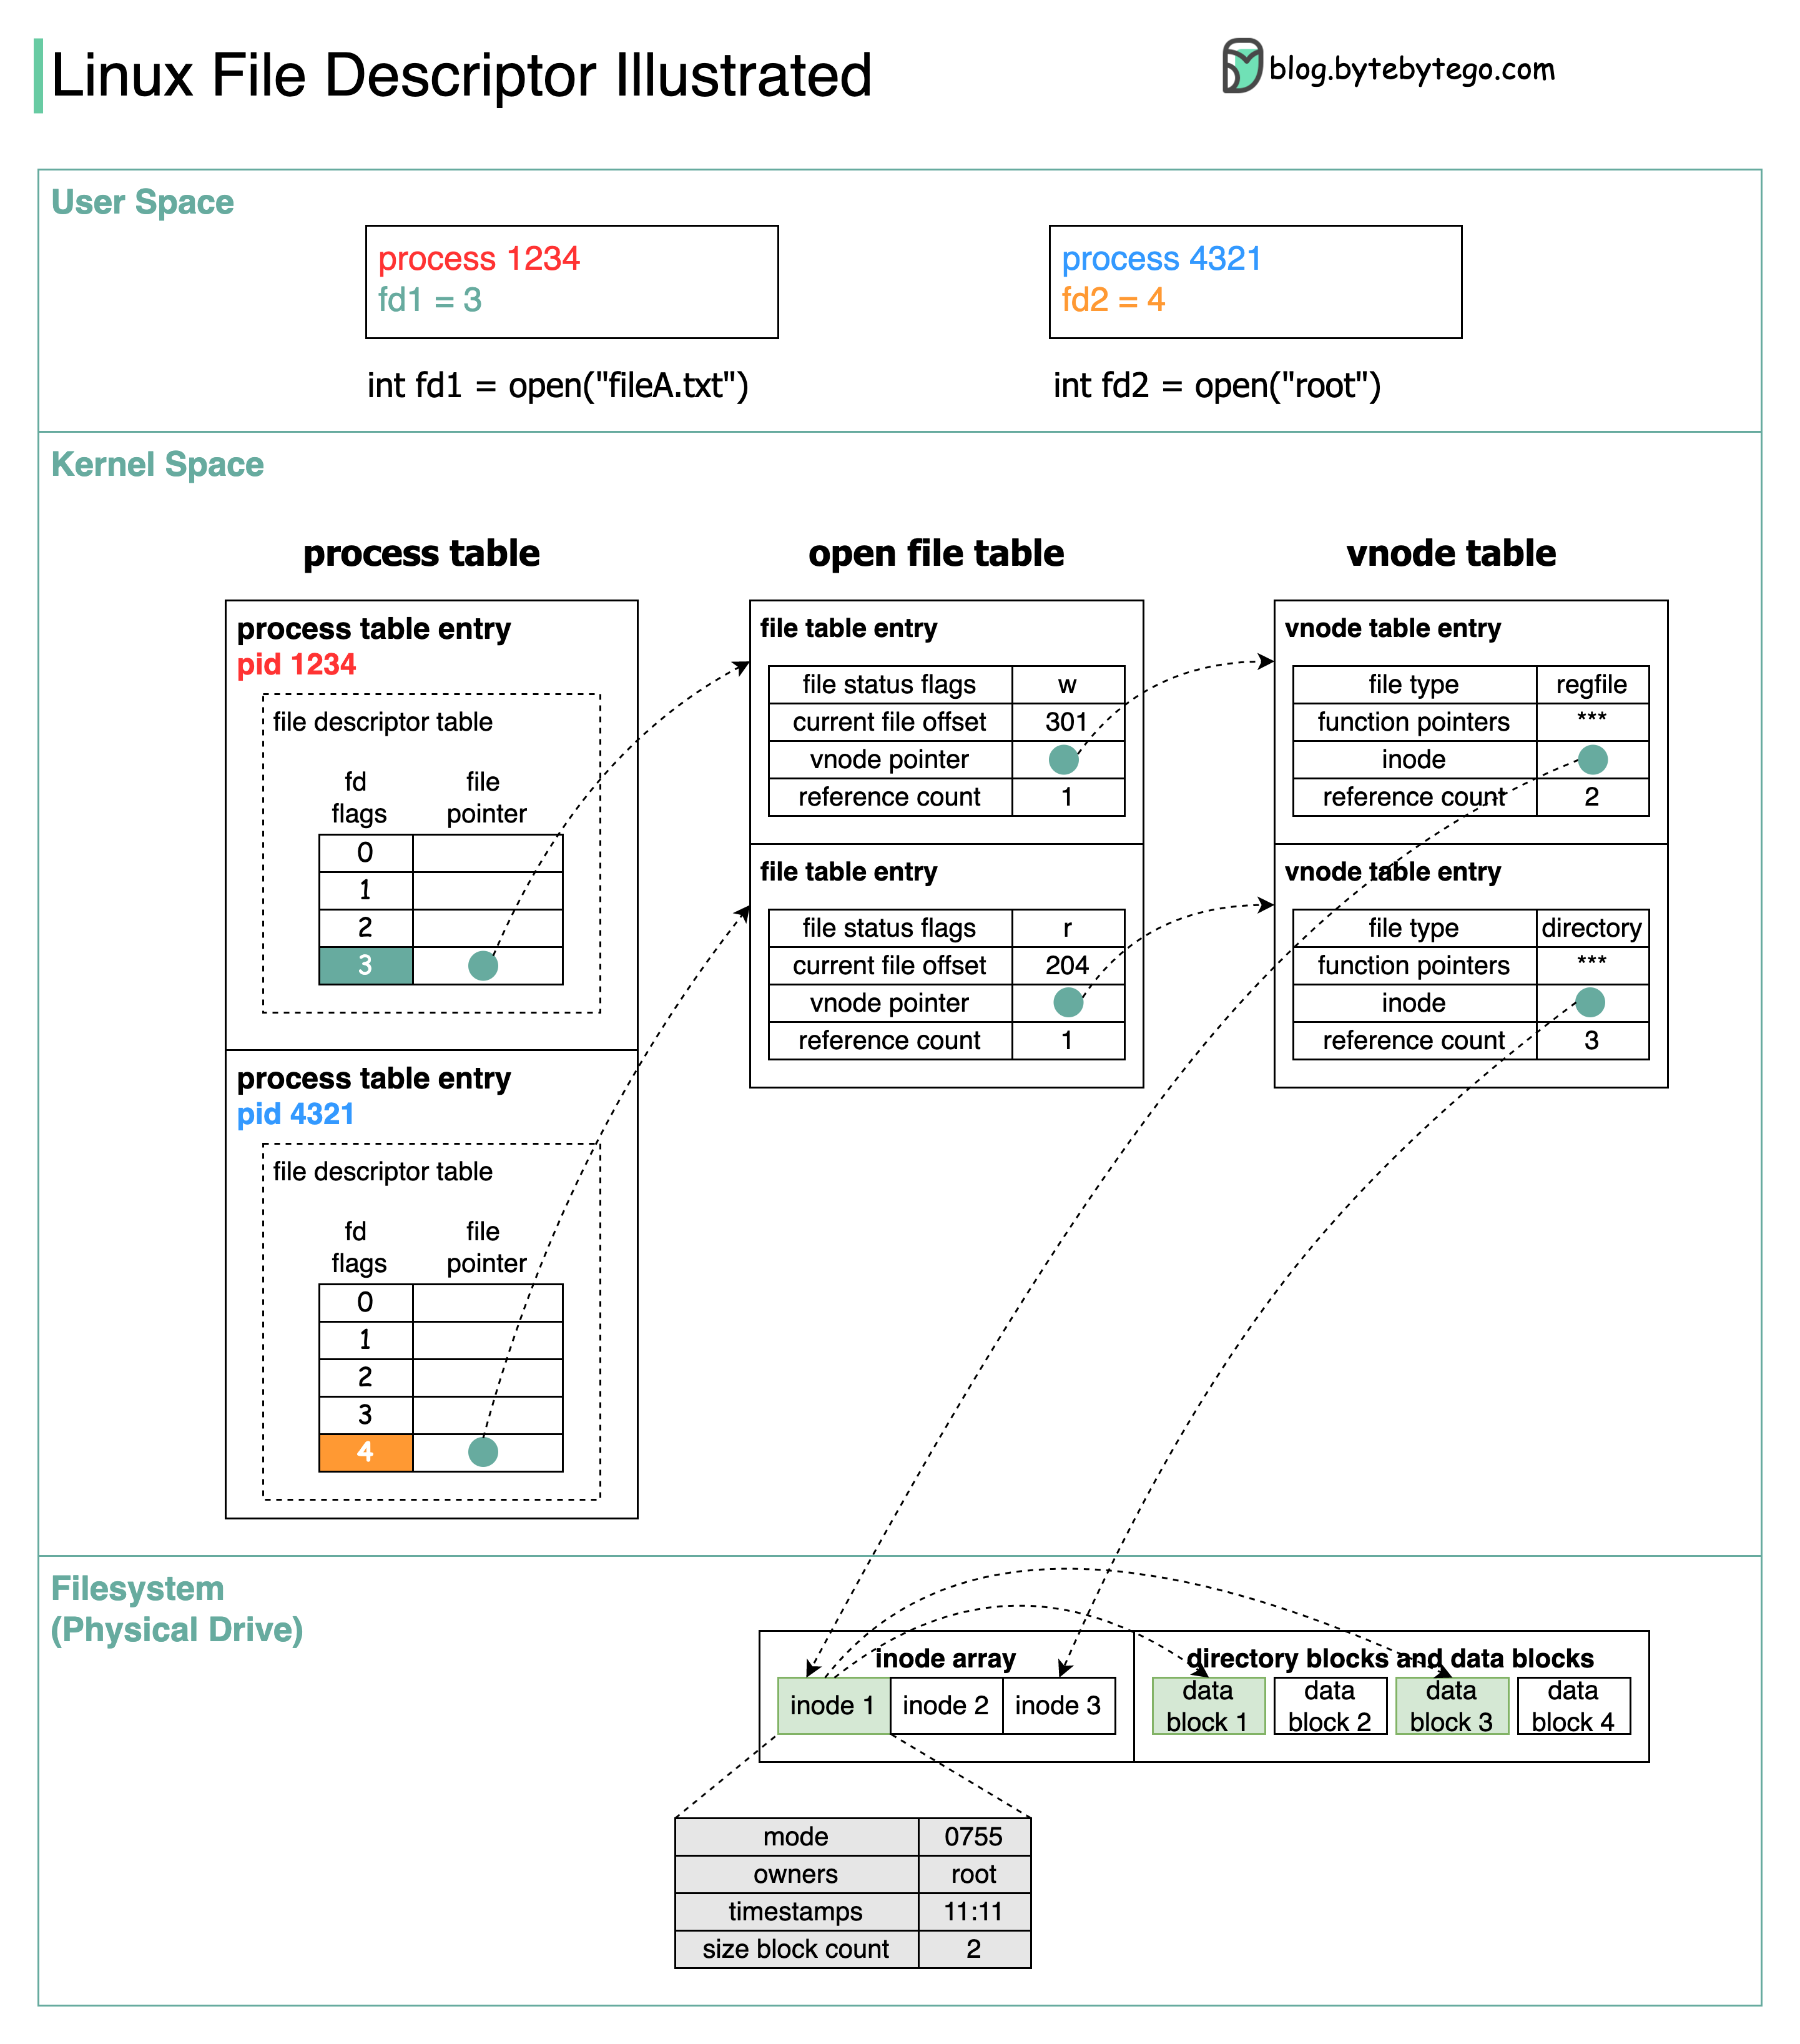 Linux File Descriptor Illustrated
blog.bytebytego.com
User Space
process 1234
fd1 = 3
int fd1 = open("fileA.txt")
process 4321
fd2 = 4
int fd2 = open("root")
Kernel Space
process table
process table entry
pid 1234
file descriptor table
fd
flags
file
pointer
0
1
2
3
process table entry
pid 4321
file descriptor table
fd
flags
file
pointer
0
1
2
3
4
open file table
file table entry
file status flags w
current file offset 301
vnode pointer
reference count 1
file table entry
file status flags r
current file offset 204
vnode pointer
reference count 1
vnode table
vnode table entry
file type regfile
function pointers ***
inode
reference count 2
vnode table entry
file type directory
function pointers ***
inode
reference count 3
Filesystem
(Physical Drive)
inode array
inode 1
inode 2
inode 3
directory blocks and data blocks
data
block 1
data
block 2
data
block 3
data
block 4
mode 0755
owners root
timestamps 11:11
size block count 2